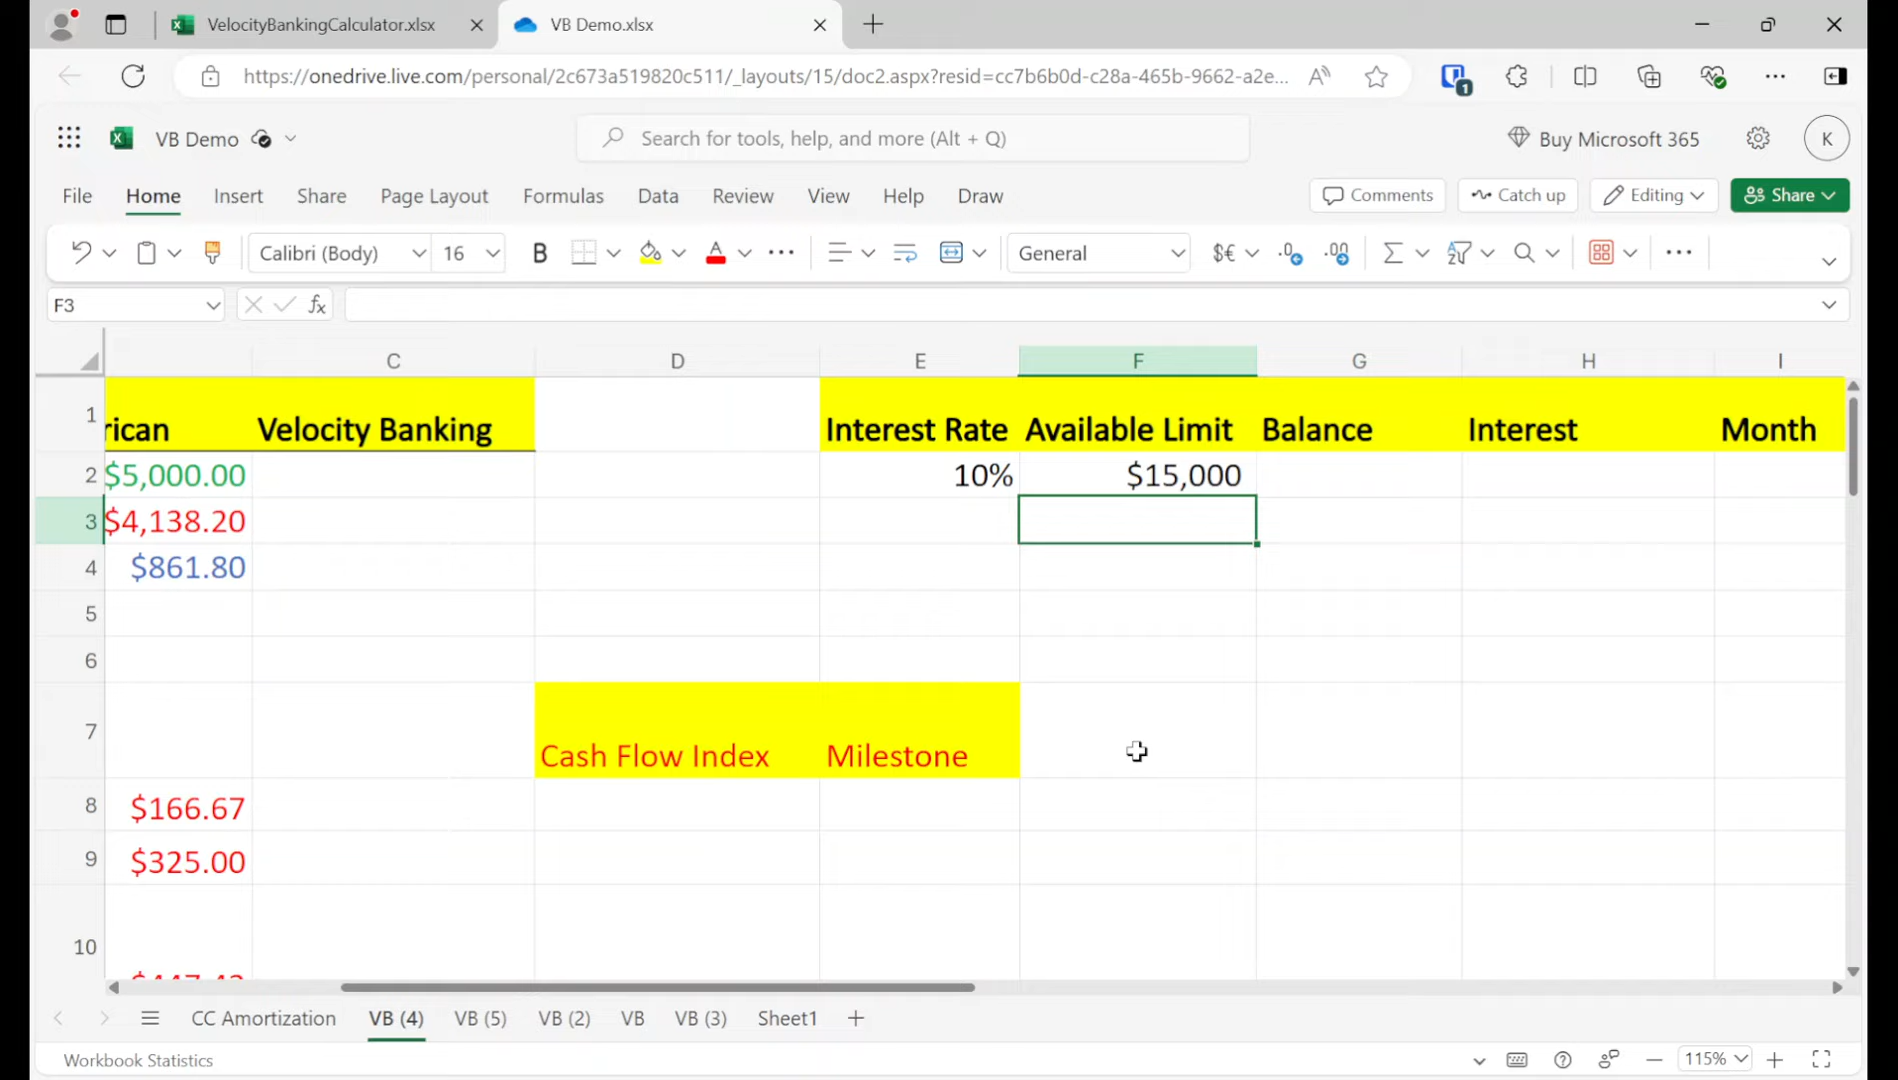 VelocityBankingCalculator.xlsx
VB Demo.xlsx
https://onedrive.live.com/personal/2c673a519820c511/_layouts/15/doc2.aspx?resid=cc7b6b0d-c28a-465b-9662-a2e...
1
VB Demo
Search for tools, help, and more (Alt + Q)
Buy Microsoft 365
K
File Home Insert Share Page Layout Formulas Data Review View Help Draw
Comments Catch up Editing Share
Calibri (Body) 16 B A General $€ .0 .00
F3 fx
C D E F G H I
1 rican Velocity Banking Interest Rate Available Limit Balance Interest Month
2 $5,000.00 10% $15,000
3 $4,138.20
4 $861.80
5
6
7 Cash Flow Index Milestone
8 $166.67
9 $325.00
10
CC Amortization VB (4) VB (5) VB (2) VB VB (3) Sheet1
Workbook Statistics
115%